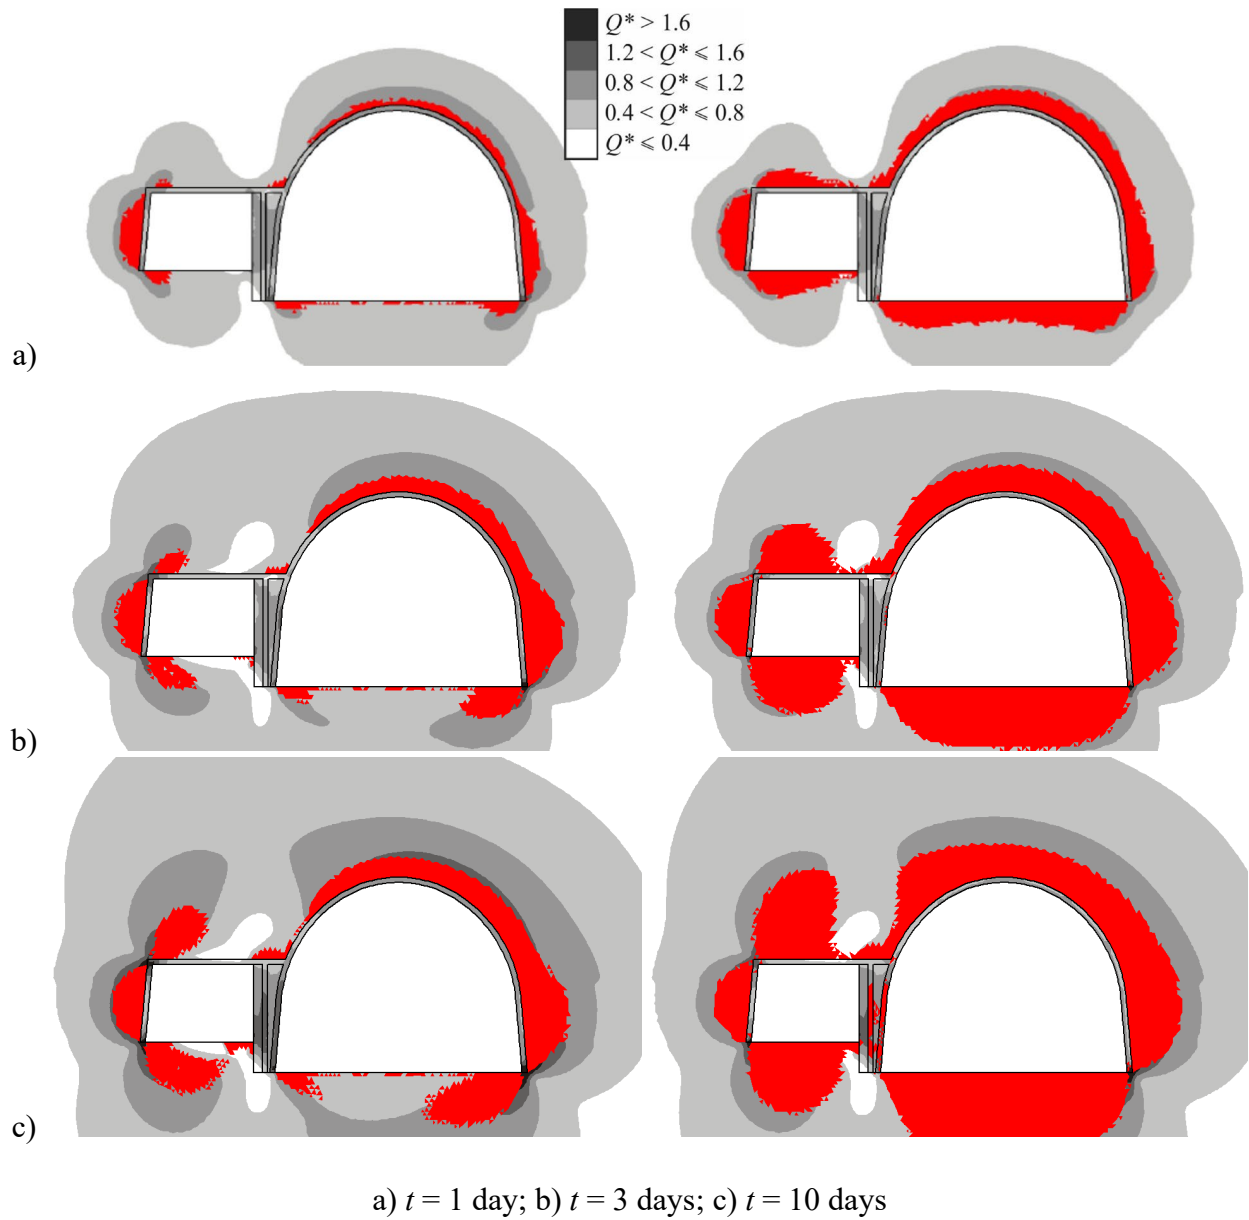 Q* > 1.6
1.2 < Q* ⩽ 1.6
0.8 < Q* ⩽ 1.2
0.4 < Q* ⩽ 0.8
Q* ⩽ 0.4
a)
b)
c)
a) t = 1 day; b) t = 3 days; c) t = 10 days